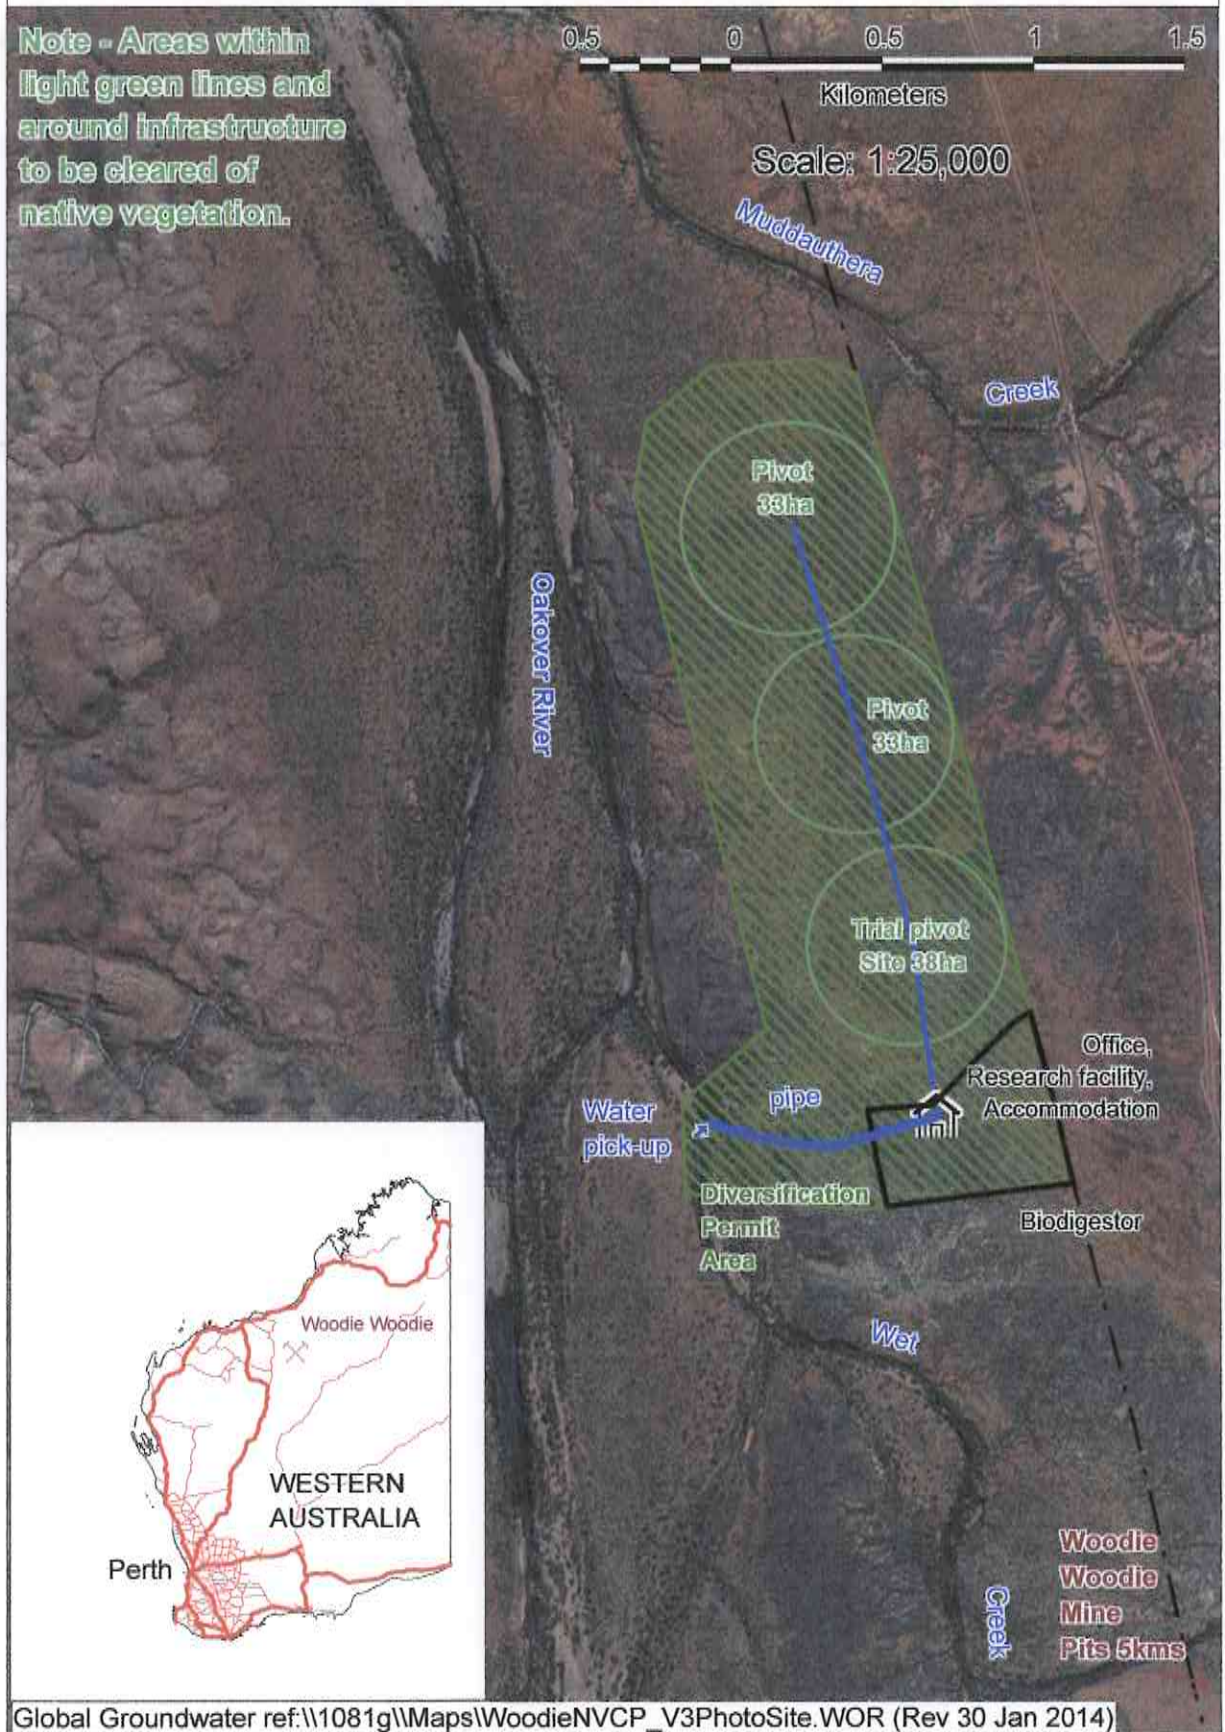 Note - Areas within
light green lines and
around infrastructure
to be cleared of
native vegetation.
0.5 0 0.5 1 1.5
Kilometers
Scale: 1:25,000
Muddauthera
Creek
Pivot
33ha
Oakover River
Pivot
33ha
Trial pivot
Site 38ha
Office,
Research facility,
Accommodation
Water
pick-up
pipe
Diversification
Permit
Area
Biodigestor
Wet
Creek
Woodie Woodie
WESTERN
AUSTRALIA
Perth
Woodie
Woodie
Mine
Pits 5kms
Global Groundwater ref:\\1081g\\Maps\WoodieNVCP_V3PhotoSite.WOR (Rev 30 Jan 2014)